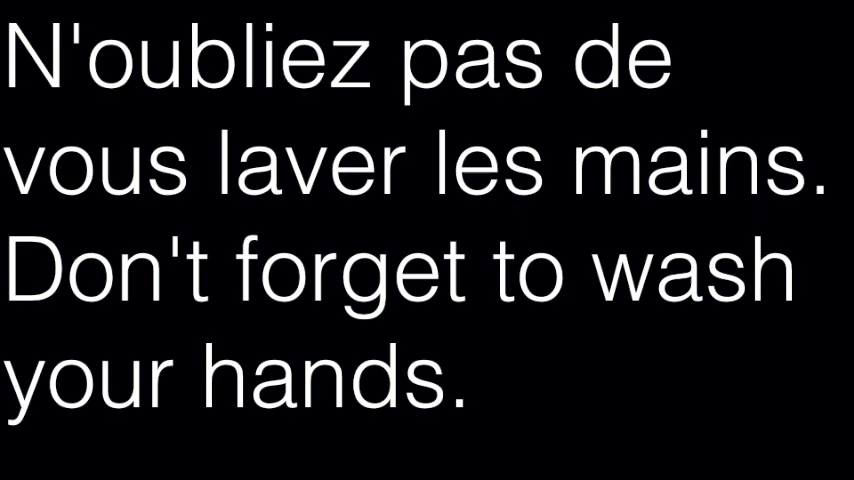 N'oubliez pas de
vous laver les mains.
Don't forget to wash
your hands.